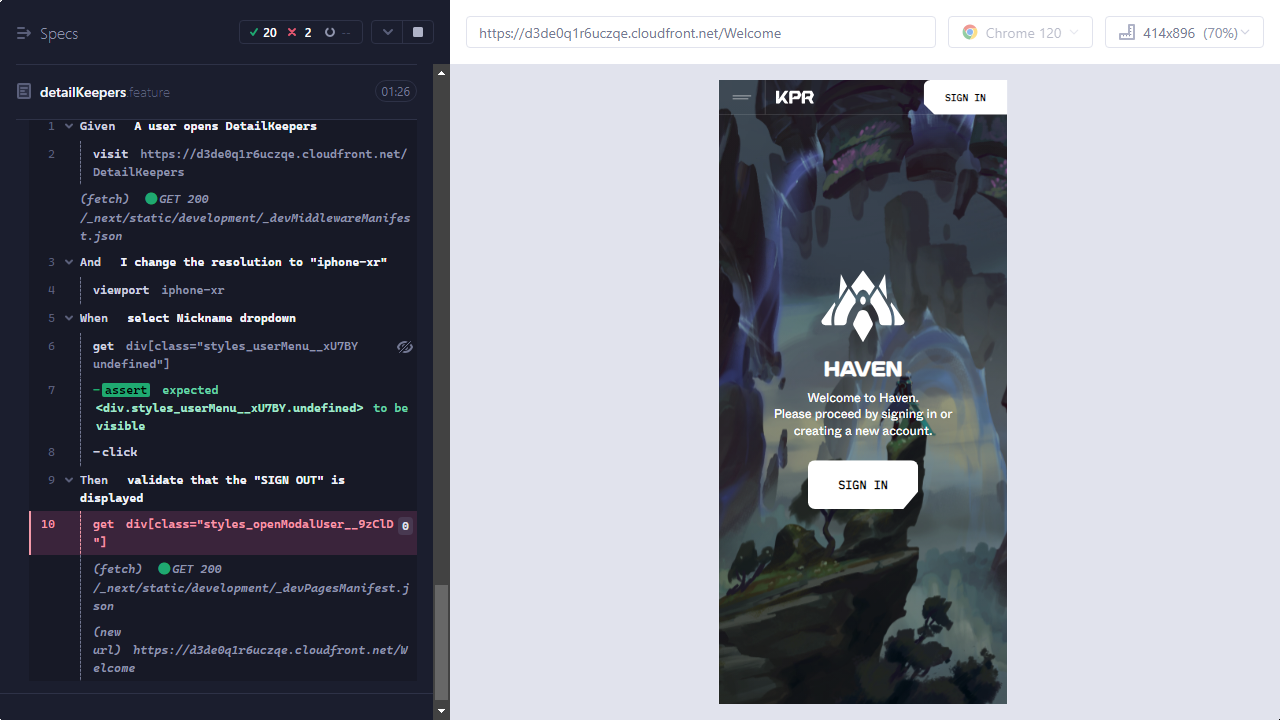 Specs
20 2 --
https://d3de0q1r6uczqe.cloudfront.net/Welcome
Chrome 120
414x896 (70%)
detailKeepers.feature
01:26
1 Given A user opens DetailKeepers
2 visit https://d3de0q1r6uczqe.cloudfront.net/
DetailKeepers
(fetch) GET 200
/_next/static/development/_devMiddlewareManifes
t.json
3 And I change the resolution to "iphone-xr"
4 viewport iphone-xr
5 When select Nickname dropdown
6 get div[class="styles_userMenu__xU7BY
undefined"]
7 -assert expected
<div.styles_userMenu__xU7BY.undefined> to be
visible
8 -click
9 Then validate that the "SIGN OUT" is
displayed
10 get div[class="styles_openModalUser__9zClD
"]
0
(fetch) GET 200
/_next/static/development/_devPagesManifest.j
son
(new
url) https://d3de0q1r6uczqe.cloudfront.net/W
elcome
KPR
SIGN IN
HAVEN
Welcome to Haven.
Please proceed by signing in or
creating a new account.
SIGN IN